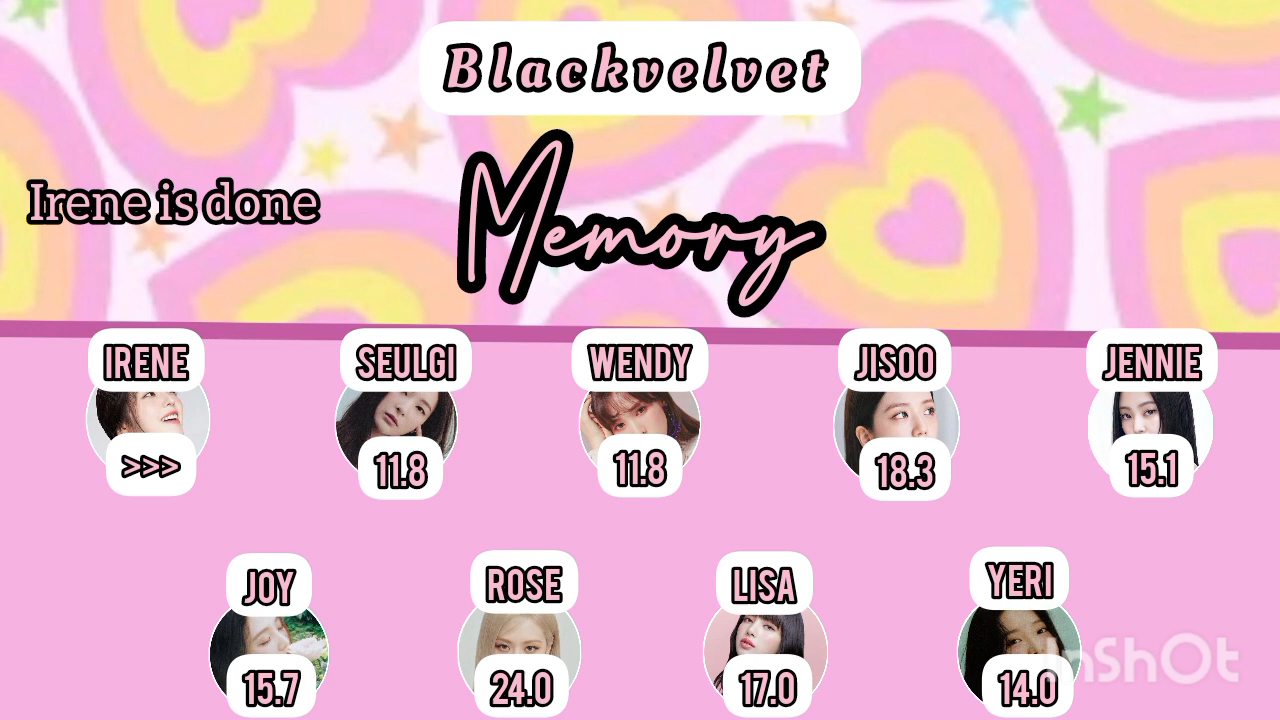 Blackvelvet
Memory
Irene is done
IRENE
SEULGI
WENDY
JISOO
JENNIE
>>>
11.8
11.8
18.3
15.1
JOY
ROSE
LISA
YERI
15.7
24.0
17.0
14.0
InShOt